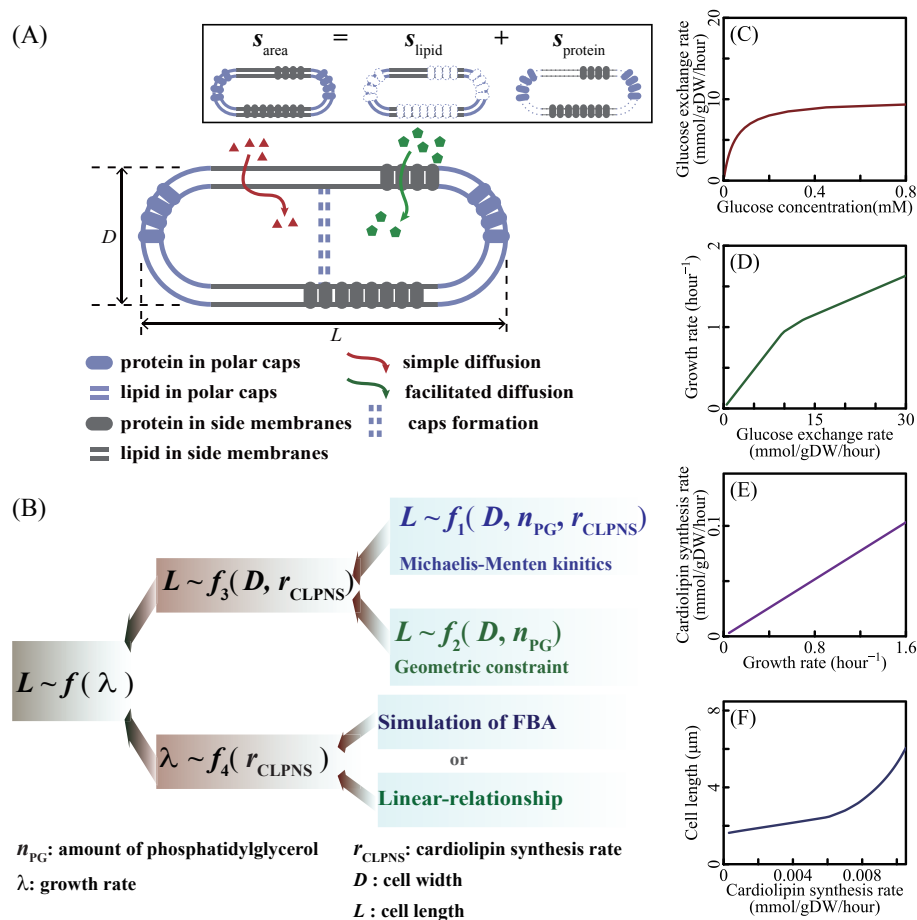 (A)
s_area = s_lipid + s_protein
D
L
protein in polar caps
lipid in polar caps
protein in side membranes
lipid in side membranes
simple diffusion
facilitated diffusion
caps formation
(B)
L ~ f(λ)
L ~ f₃(D, r_CLPNS)
λ ~ f₄(r_CLPNS)
L ~ f₁(D, n_PG, r_CLPNS)
Michaelis-Menten kinitics
L ~ f₂(D, n_PG)
Geometric constraint
Simulation of FBA
or
Linear-relationship
n_PG: amount of phosphatidylglycerol
λ: growth rate
r_CLPNS: cardiolipin synthesis rate
D : cell width
L : cell length
(C)
Glucose exchange rate
(mmol/gDW/hour)
0 10 20
0 0.4 0.8
Glucose concentration(mM)
(D)
Growth rate (hour⁻¹)
0 1 2
0 15 30
Glucose exchange rate
(mmol/gDW/hour)
(E)
Cardiolipin synthesis rate
(mmol/gDW/hour)
0 0.1
0 0.8 1.6
Growth rate (hour⁻¹)
(F)
Cell length (μm)
0 4 8
0 0.004 0.008
Cardiolipin synthesis rate
(mmol/gDW/hour)